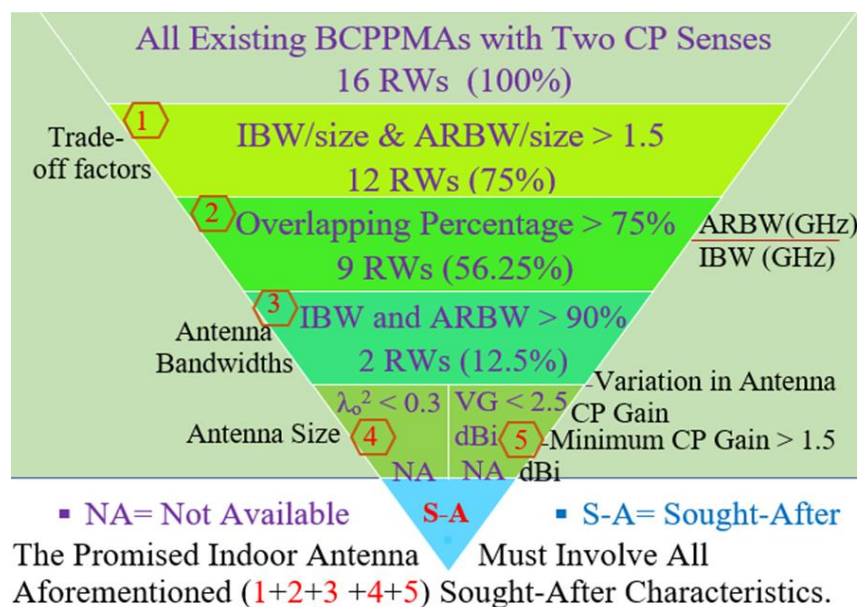 All Existing BCPPMAs with Two CP Senses
16 RWs (100%)
1
Trade-
off factors
IBW/size & ARBW/size > 1.5
12 RWs (75%)
2
Overlapping Percentage > 75%
9 RWs (56.25%)
ARBW(GHz)
IBW (GHz)
3
Antenna
Bandwidths
IBW and ARBW > 90%
2 RWs (12.5%)
Antenna Size
4
λₒ² < 0.3
NA
VG < 2.5
dBi
5
NA
-Variation in Antenna
CP Gain
-Minimum CP Gain > 1.5
dBi
S-A
▪ NA= Not Available
▪ S-A= Sought-After
The Promised Indoor Antenna Must Involve All
Aforementioned (1+2+3 +4+5) Sought-After Characteristics.